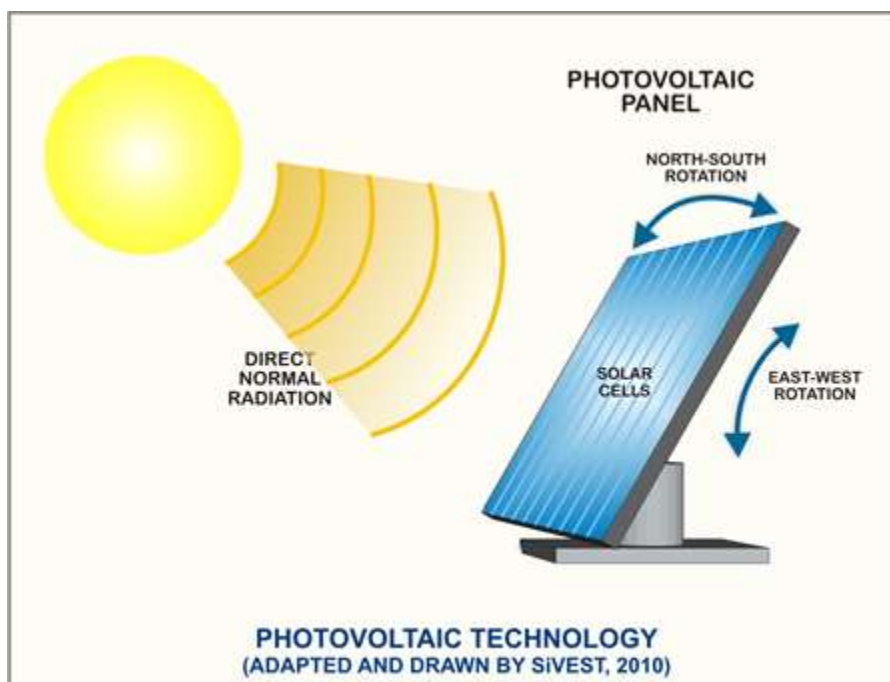 PHOTOVOLTAIC
PANEL
NORTH-SOUTH
ROTATION
DIRECT
NORMAL
RADIATION
SOLAR
CELLS
EAST-WEST
ROTATION
PHOTOVOLTAIC TECHNOLOGY
(ADAPTED AND DRAWN BY SiVEST, 2010)